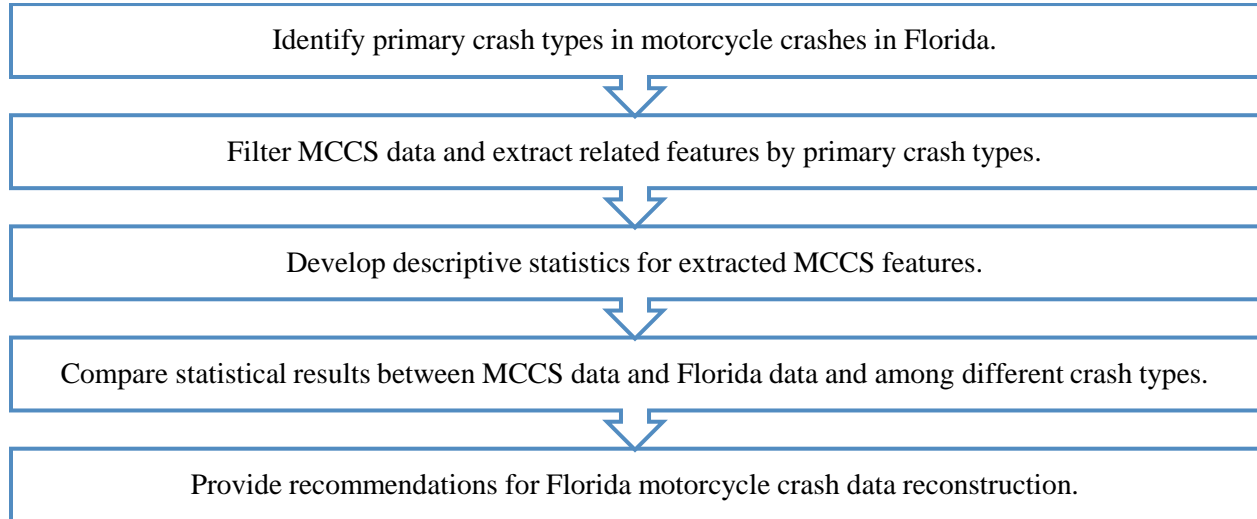 Identify primary crash types in motorcycle crashes in Florida.
Filter MCCS data and extract related features by primary crash types.
Develop descriptive statistics for extracted MCCS features.
Compare statistical results between MCCS data and Florida data and among different crash types.
Provide recommendations for Florida motorcycle crash data reconstruction.